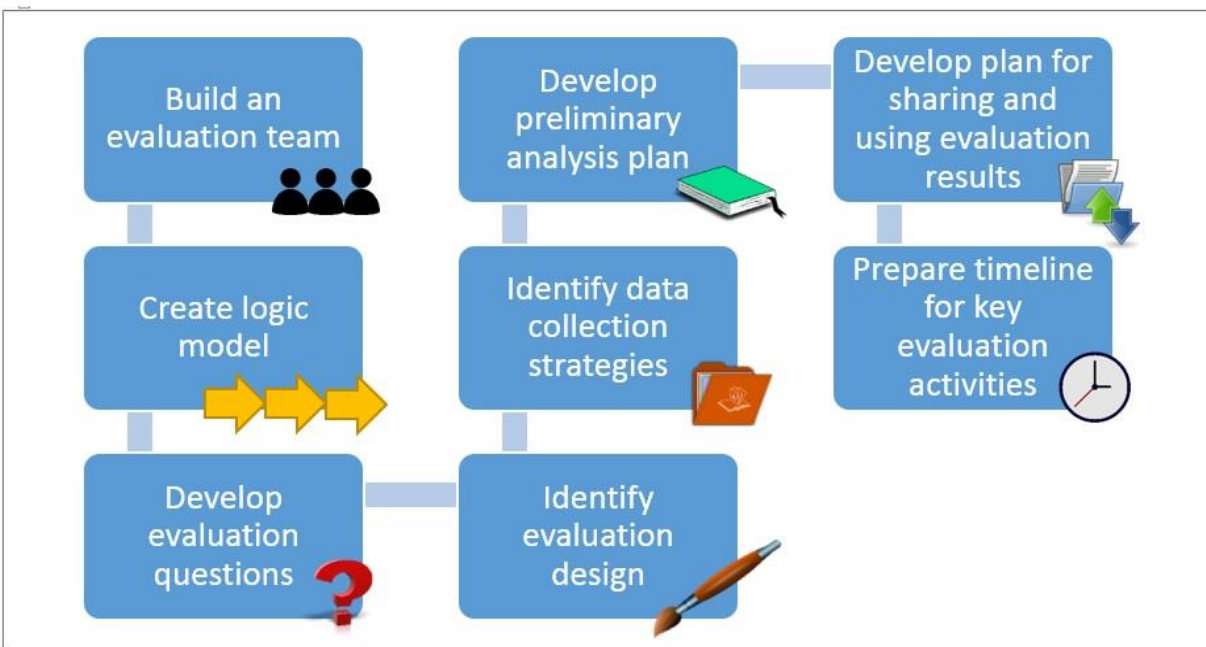 Build an
evaluation team
Create logic
model
Develop
evaluation
questions
Identify
evaluation
design
Identify data
collection
strategies
Develop
preliminary
analysis plan
Develop plan for
sharing and
using evaluation
results
Prepare timeline
for key
evaluation
activities